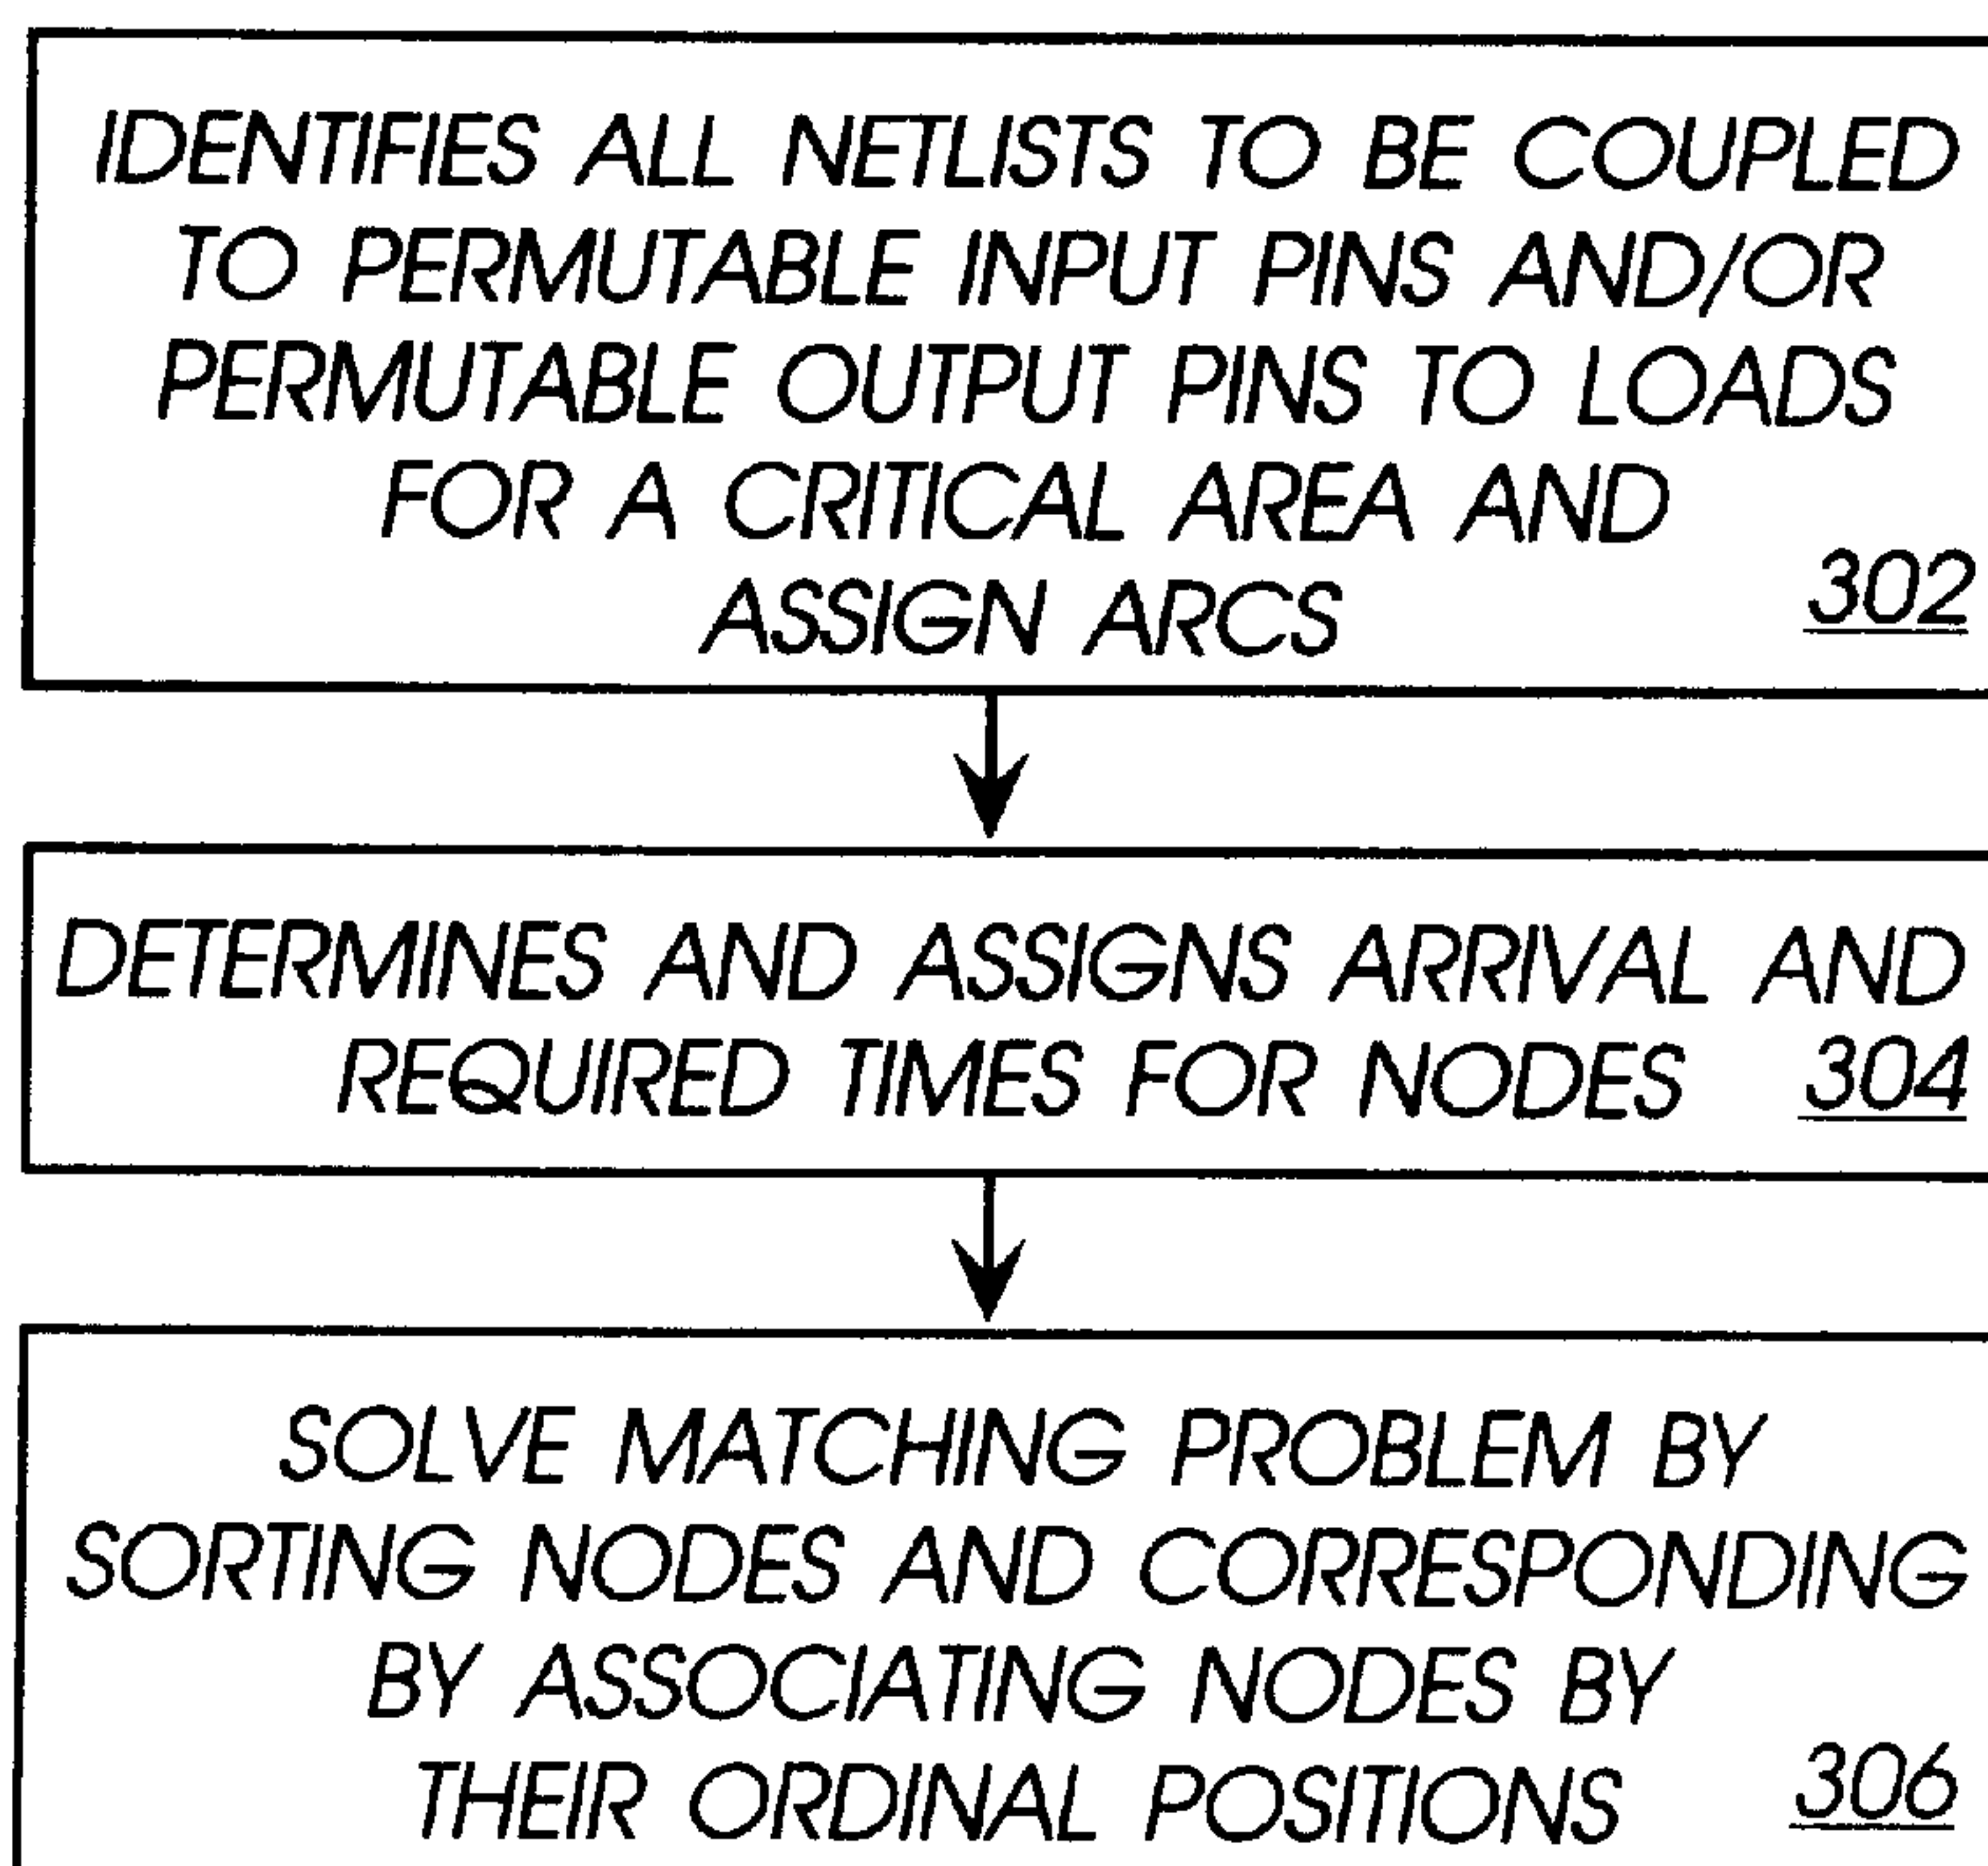 IDENTIFIES ALL NETLISTS TO BE COUPLED
TO PERMUTABLE INPUT PINS AND/OR
PERMUTABLE OUTPUT PINS TO LOADS
FOR A CRITICAL AREA AND
ASSIGN ARCS 302
DETERMINES AND ASSIGNS ARRIVAL AND
REQUIRED TIMES FOR NODES 304
SOLVE MATCHING PROBLEM BY
SORTING NODES AND CORRESPONDING
BY ASSOCIATING NODES BY
THEIR ORDINAL POSITIONS 306